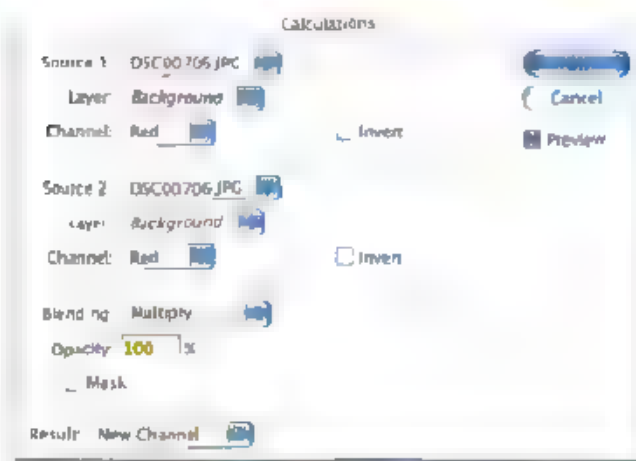 Calculations
Source 1 DSC00706.JPG
Layer Background
Cancel
Channel: Red
Invert
Preview
Source 2 DSC00706.JPG
Layer Background
Channel: Red
Invert
Blending Multiply
Opacity 100 %
Mask
Result New Channel